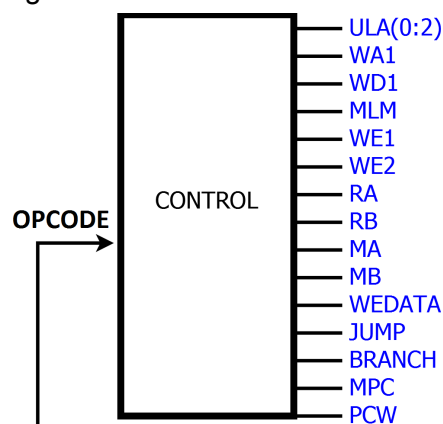 ULA(0:2)
WA1
WD1
MLM
WE1
WE2
RA
CONTROL
RB
OPCODE
MA
MB
WEDATA
JUMP
BRANCH
MPC
PCW